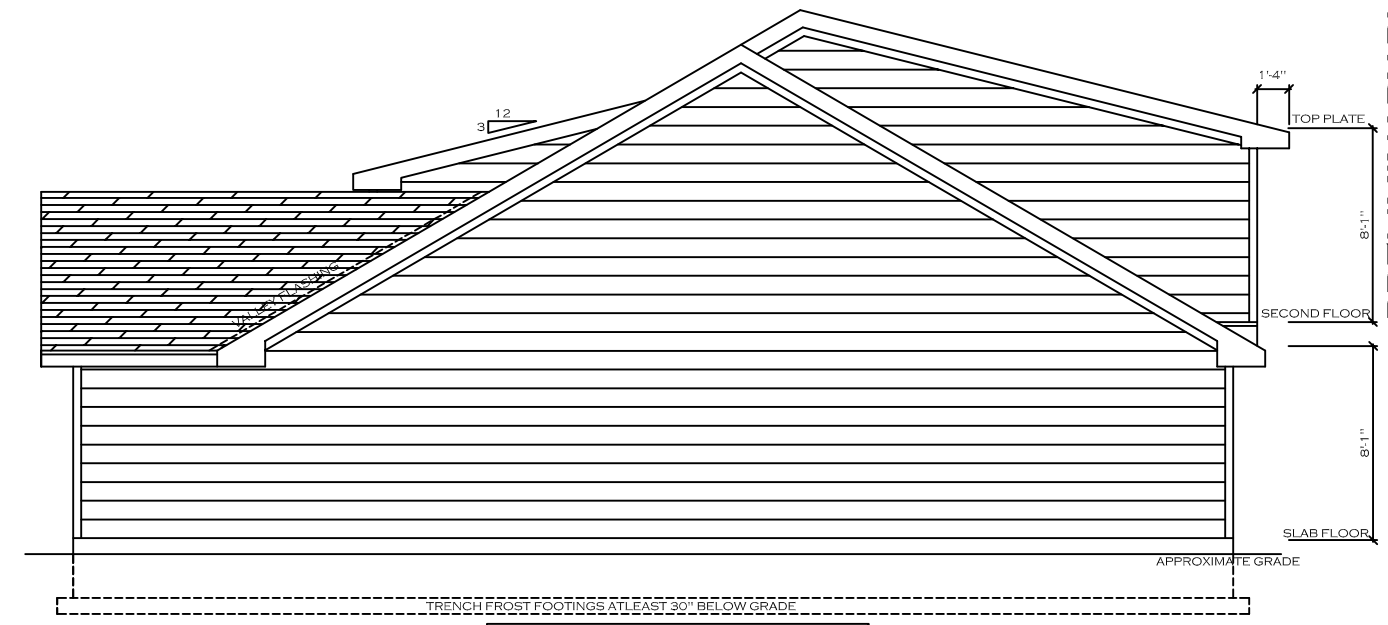 1'-4"
12
3
TOP PLATE
8'-1"
VALLEY FLASHING
SECOND FLOOR
8'-1"
SLAB FLOOR
APPROXIMATE GRADE
TRENCH FROST FOOTINGS ATLEAST 30" BELOW GRADE